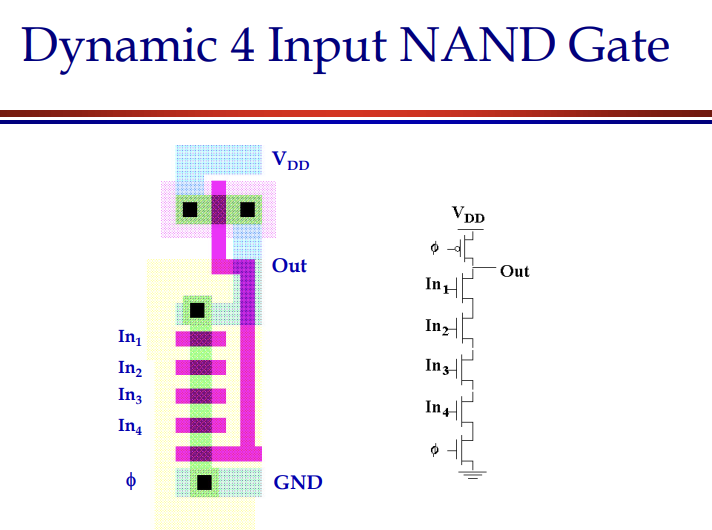 Dynamic 4 Input NAND Gate
VDD
Out
In1
In2
In3
In4
ϕ
GND
VDD
ϕ
Out
In1
In2
In3
In4
ϕ